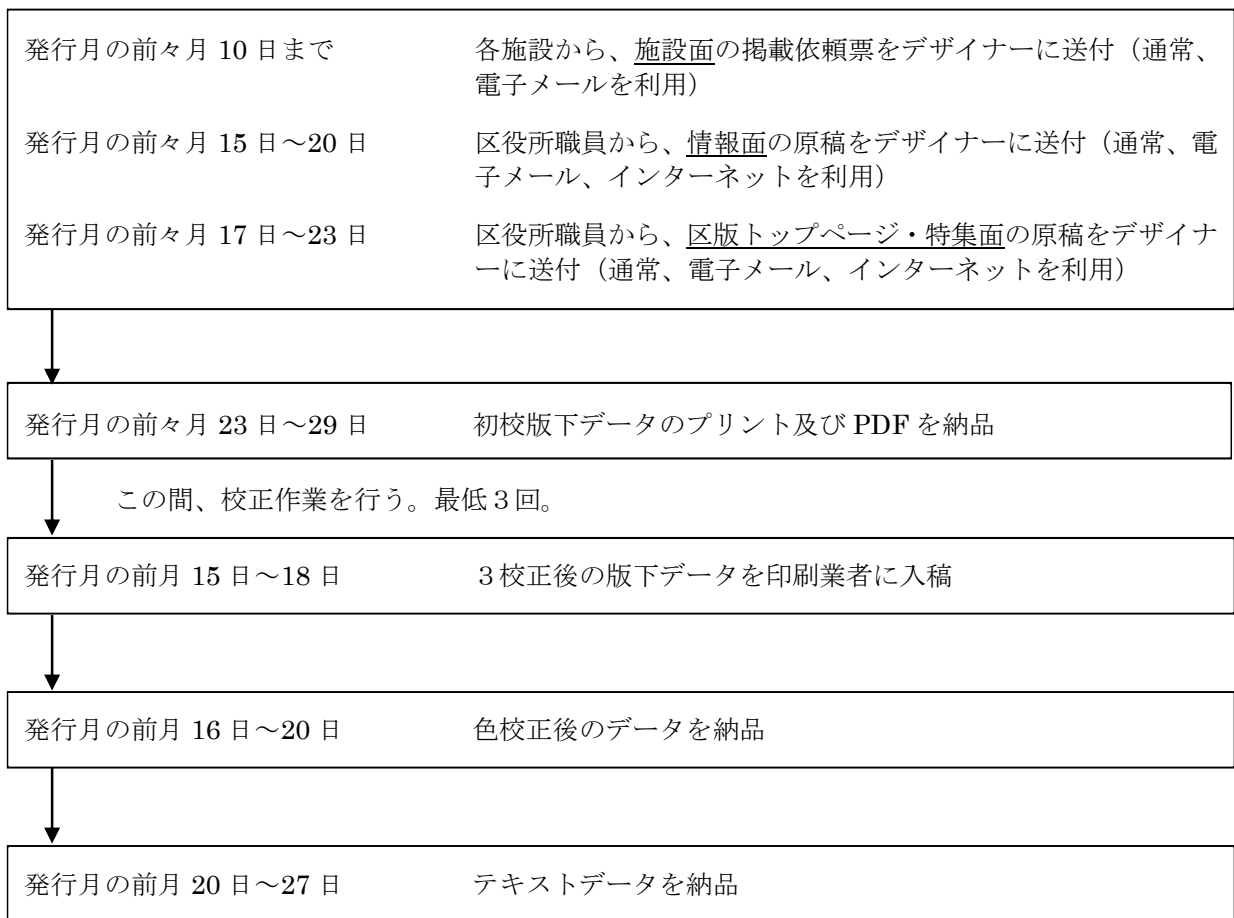 発行月の前々月 10 日まで 各施設から、施設面の掲載依頼票をデザイナーに送付（通常、
電子メールを利用）
発行月の前々月 15 日～20 日 区役所職員から、情報面の原稿をデザイナーに送付（通常、電
子メール、インターネットを利用）
発行月の前々月 17 日～23 日 区役所職員から、区版トップページ・特集面の原稿をデザイナ
ーに送付（通常、電子メール、インターネットを利用）
発行月の前々月 23 日～29 日 初校版下データのプリント及び PDF を納品
この間、校正作業を行う。最低３回。
発行月の前月 15 日～18 日 ３校正後の版下データを印刷業者に入稿
発行月の前月 16 日～20 日 色校正後のデータを納品
発行月の前月 20 日～27 日 テキストデータを納品